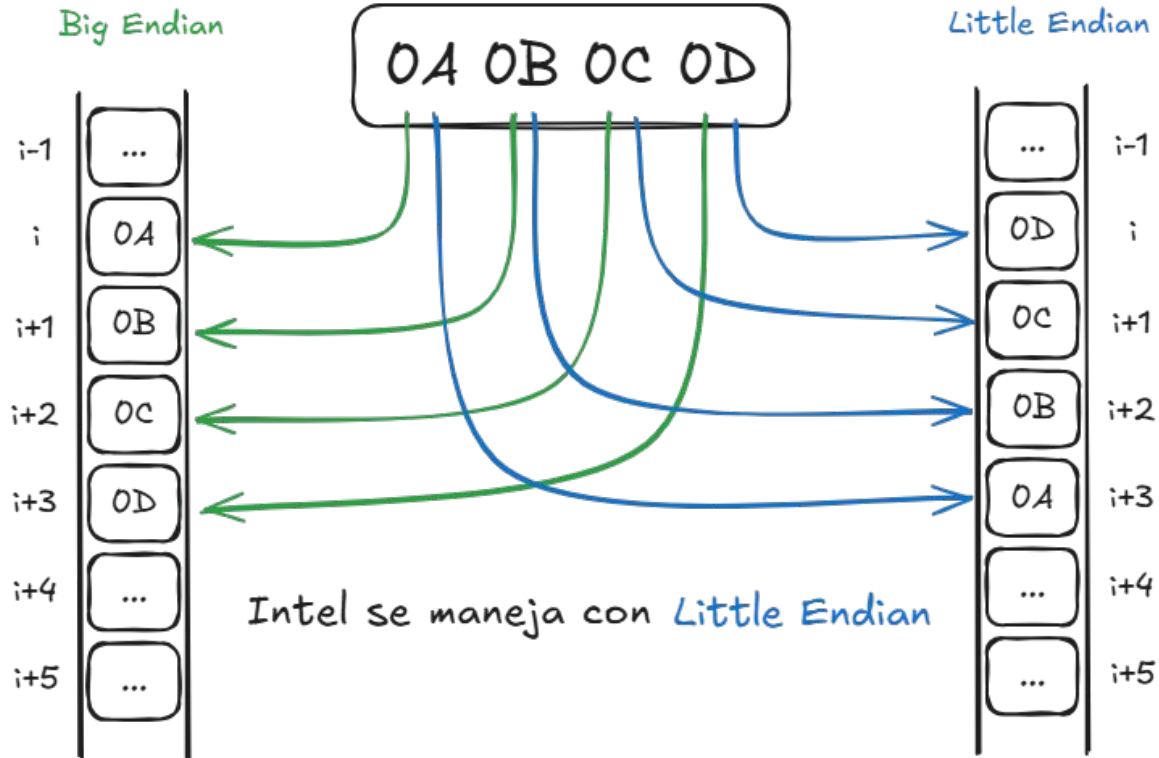 Big Endian
0A 0B 0C 0D
Little Endian
i-1
...
...
i-1
i
0A
0D
i
i+1
0B
0C
i+1
i+2
0C
0B
i+2
i+3
0D
0A
i+3
i+4
...
...
i+4
i+5
...
...
i+5
Intel se maneja con Little Endian